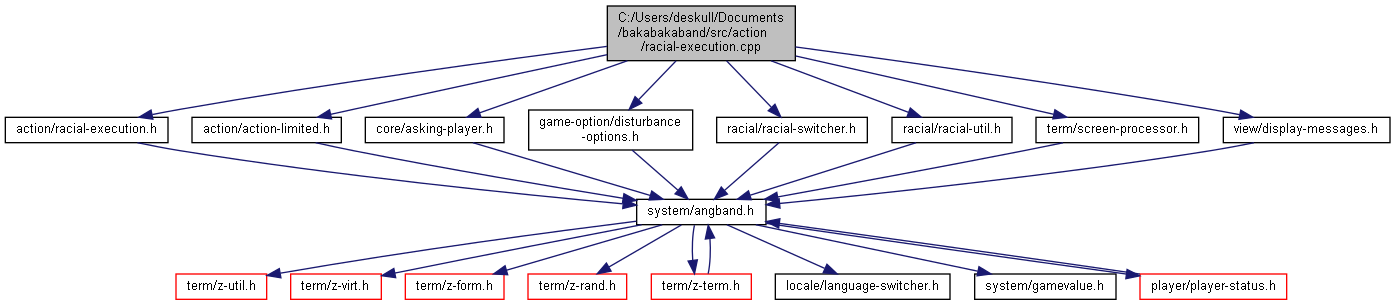 C:/Users/deskull/Documents
/bakabakaband/src/action
/racial-execution.cpp
action/racial-execution.h
action/action-limited.h
core/asking-player.h
game-option/disturbance
-options.h
racial/racial-switcher.h
racial/racial-util.h
term/screen-processor.h
view/display-messages.h
system/angband.h
term/z-util.h
term/z-virt.h
term/z-form.h
term/z-rand.h
term/z-term.h
locale/language-switcher.h
system/gamevalue.h
player/player-status.h